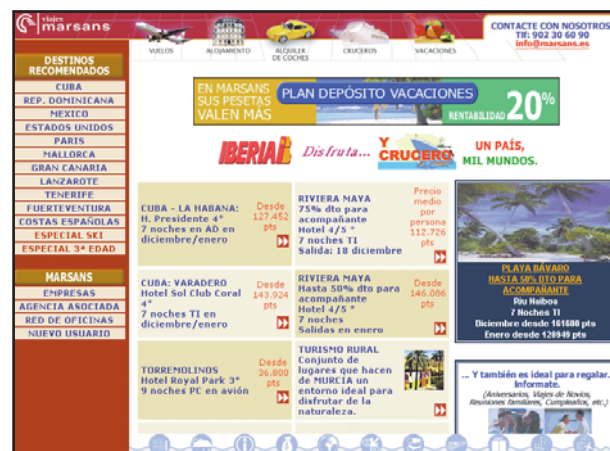 viajes
marsans
VUELOS
ALOJAMIENTO
ALQUILER
DE COCHES
CRUCEROS
VACACIONES
CONTACTE CON NOSOTROS
Tlf: 902 30 60 90
info@marsans.es
DESTINOS
RECOMENDADOS
CUBA
REP. DOMINICANA
MEXICO
ESTADOS UNIDOS
PARIS
MALLORCA
GRAN CANARIA
LANZAROTE
TENERIFE
FUERTEVENTURA
COSTAS ESPAÑOLAS
ESPECIAL SKI
ESPECIAL 3ª EDAD
MARSANS
EMPRESAS
AGENCIA ASOCIADA
RED DE OFICINAS
NUEVO USUARIO
EN MARSANS
SUS PESETAS
VALEN MÁS
PLAN DEPÓSITO VACACIONES
RENTABILIDAD 20%
IBERIA
Disfruta...
Y
CRUCERO
UN PAÍS,
MIL MUNDOS.
CUBA - LA HABANA:
H. Presidente 4*
7 noches en AD en
diciembre/enero
Desde
127.452
pts
RIVIERA MAYA
75% dto para
acompañante
Hotel 4/5 *
7 noches TI
Salida: 18 diciembre
Precio
medio
por
persona
112.726
pts
CUBA: VARADERO
Hotel Sol Club Coral
4*
7 noches TI en
diciembre/enero
Desde
143.924
pts
RIVIERA MAYA
Hasta 50% dto para
acompañante
Hotel 4/5 *
7 noches
Salidas en enero
Desde
146.086
pts
TORREMOLINOS
Hotel Royal Park 3*
9 noches PC en avión
Desde
36.800
pts
TURISMO RURAL
Conjunto de
lugares que hacen
de MURCIA un
entorno ideal para
disfrutar de la
naturaleza.
PLAYA BÁVARO
HASTA 50% DTO PARA
ACOMPAÑANTE
Riu Naiboa
7 Noches TI
Diciembre desde 161600 pts
Enero desde 128949 pts
... Y también es ideal para regalar.
Informate.
(Aniversarios, Viajes de Novios,
Reuniones familiares, Cumpleaños, etc.)